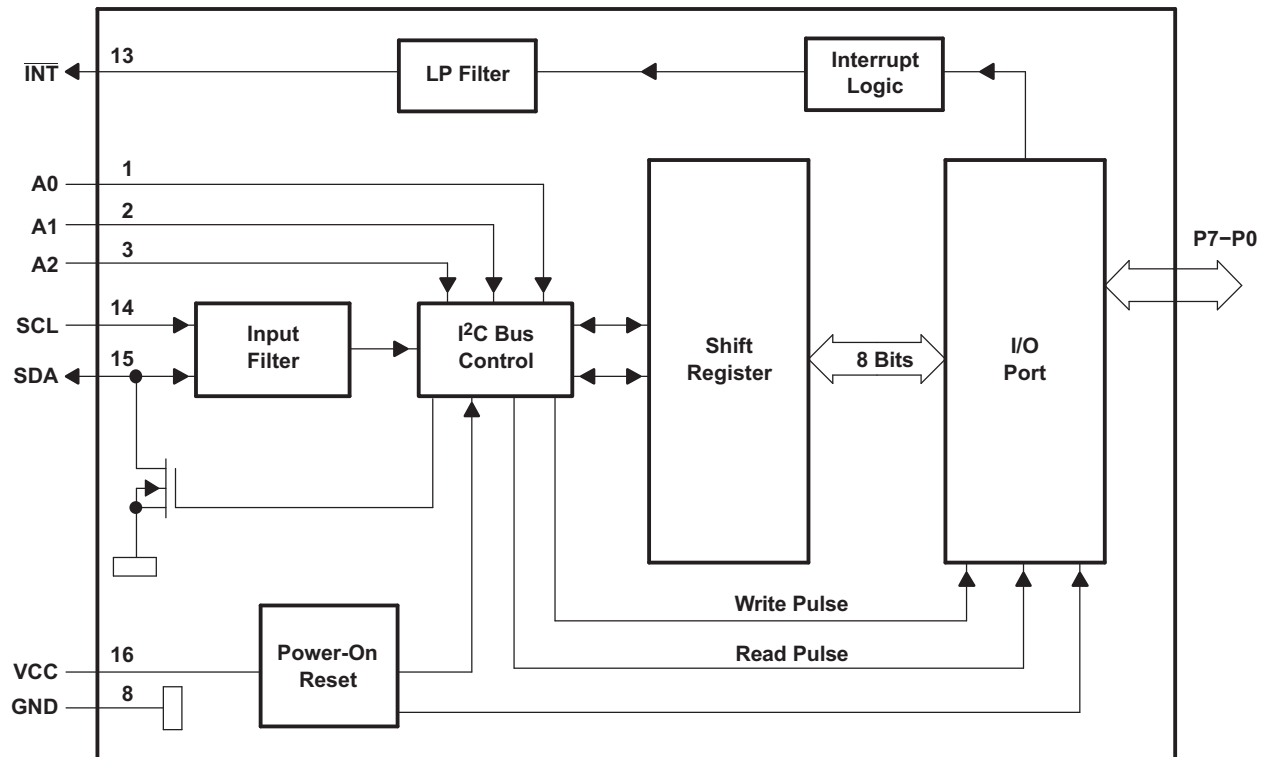 INT 13
LP Filter
Interrupt
Logic
A0 1
A1 2
A2 3
P7–P0
SCL 14
SDA 15
Input
Filter
I2C Bus
Control
Shift
Register
8 Bits
I/O
Port
Write Pulse
Read Pulse
VCC 16
GND 8
Power-On
Reset